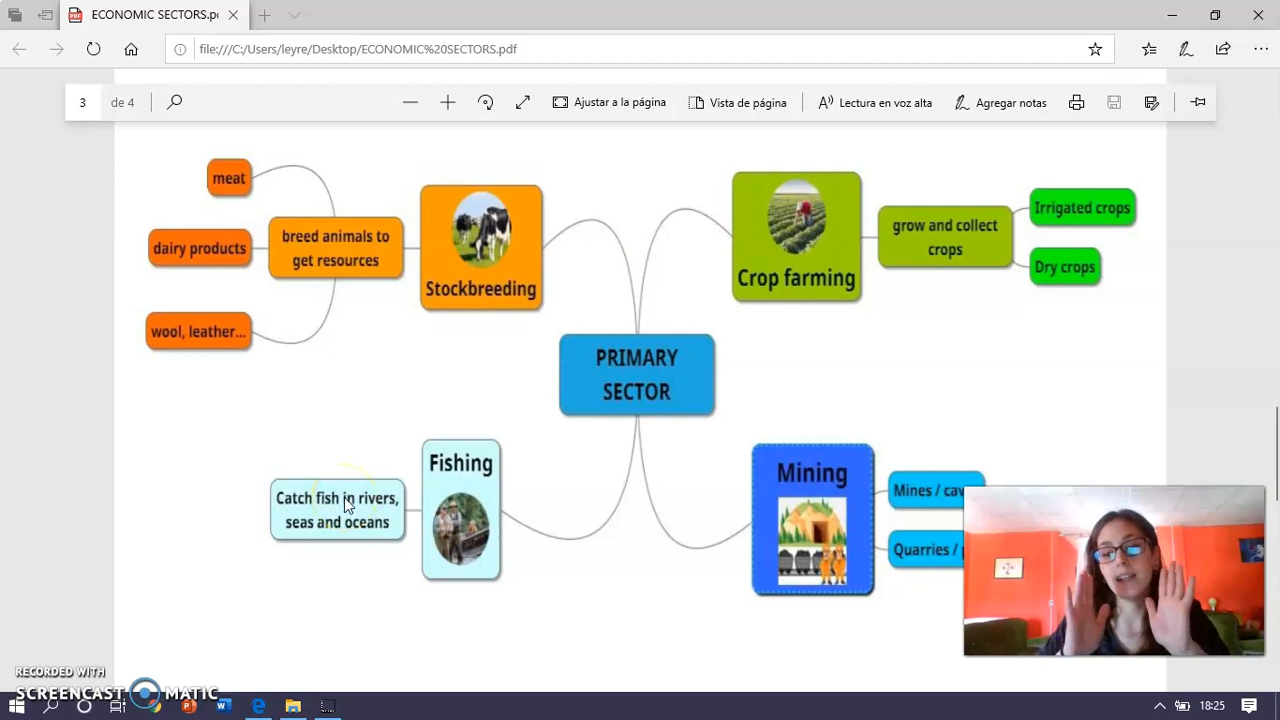 ECONOMIC SECTORS.p
file:///C:/Users/leyre/Desktop/ECONOMIC%20SECTORS.pdf
3 de 4
Ajustar a la página
Vista de página
Lectura en voz alta
Agregar notas
meat
dairy products
wool, leather...
breed animals to
get resources
Stockbreeding
Crop farming
grow and collect
crops
Irrigated crops
Dry crops
PRIMARY
SECTOR
Catch fish in rivers,
seas and oceans
Fishing
Mining
Mines /
Quarries /
RECORDED WITH
SCREENCAST MATIC
18:25